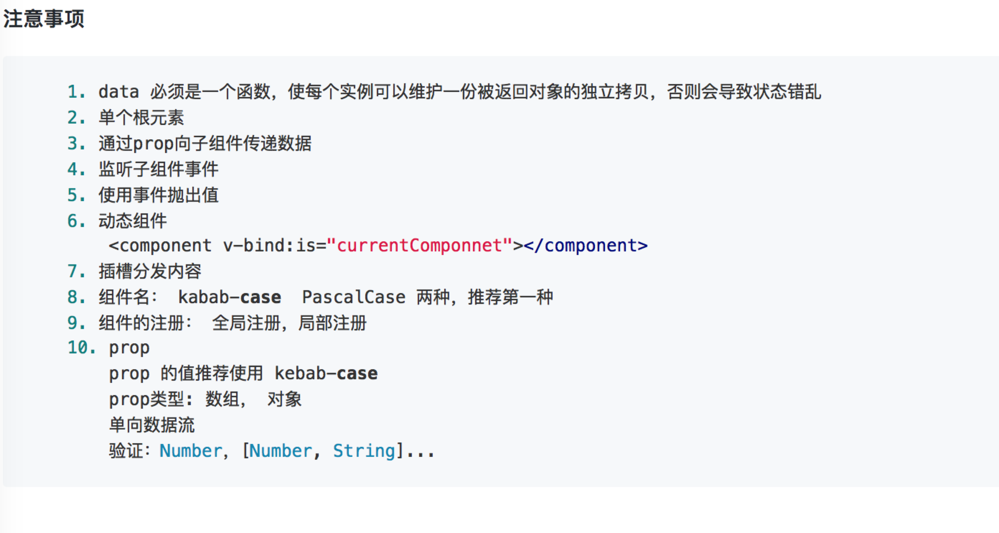 注意事项
1. data 必须是一个函数，使每个实例可以维护一份被返回对象的独立拷贝，否则会导致状态错乱
2. 单个根元素
3. 通过prop向子组件传递数据
4. 监听子组件事件
5. 使用事件抛出值
6. 动态组件
<component v-bind:is="currentComponnet"></component>
7. 插槽分发内容
8. 组件名： kabab-case  PascalCase 两种，推荐第一种
9. 组件的注册： 全局注册，局部注册
10. prop
prop 的值推荐使用 kebab-case
prop类型: 数组， 对象
单向数据流
验证：Number，[Number, String]...